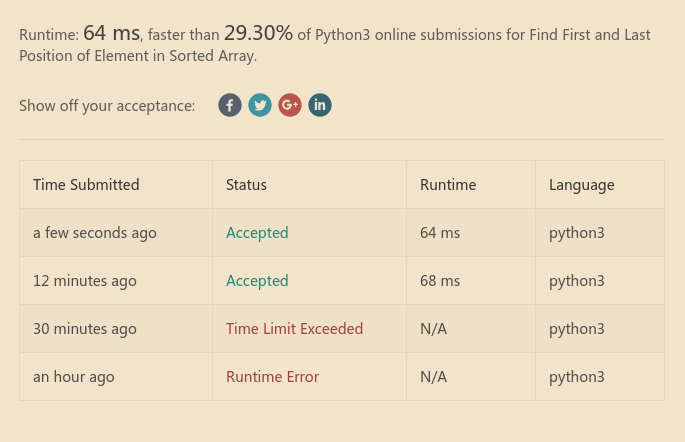 Runtime: 64 ms, faster than 29.30% of Python3 online submissions for Find First and Last
Position of Element in Sorted Array.
Show off your acceptance: f G+ in
Time Submitted Status Runtime Language
a few seconds ago Accepted 64 ms python3
12 minutes ago Accepted 68 ms python3
30 minutes ago Time Limit Exceeded N/A python3
an hour ago Runtime Error N/A python3